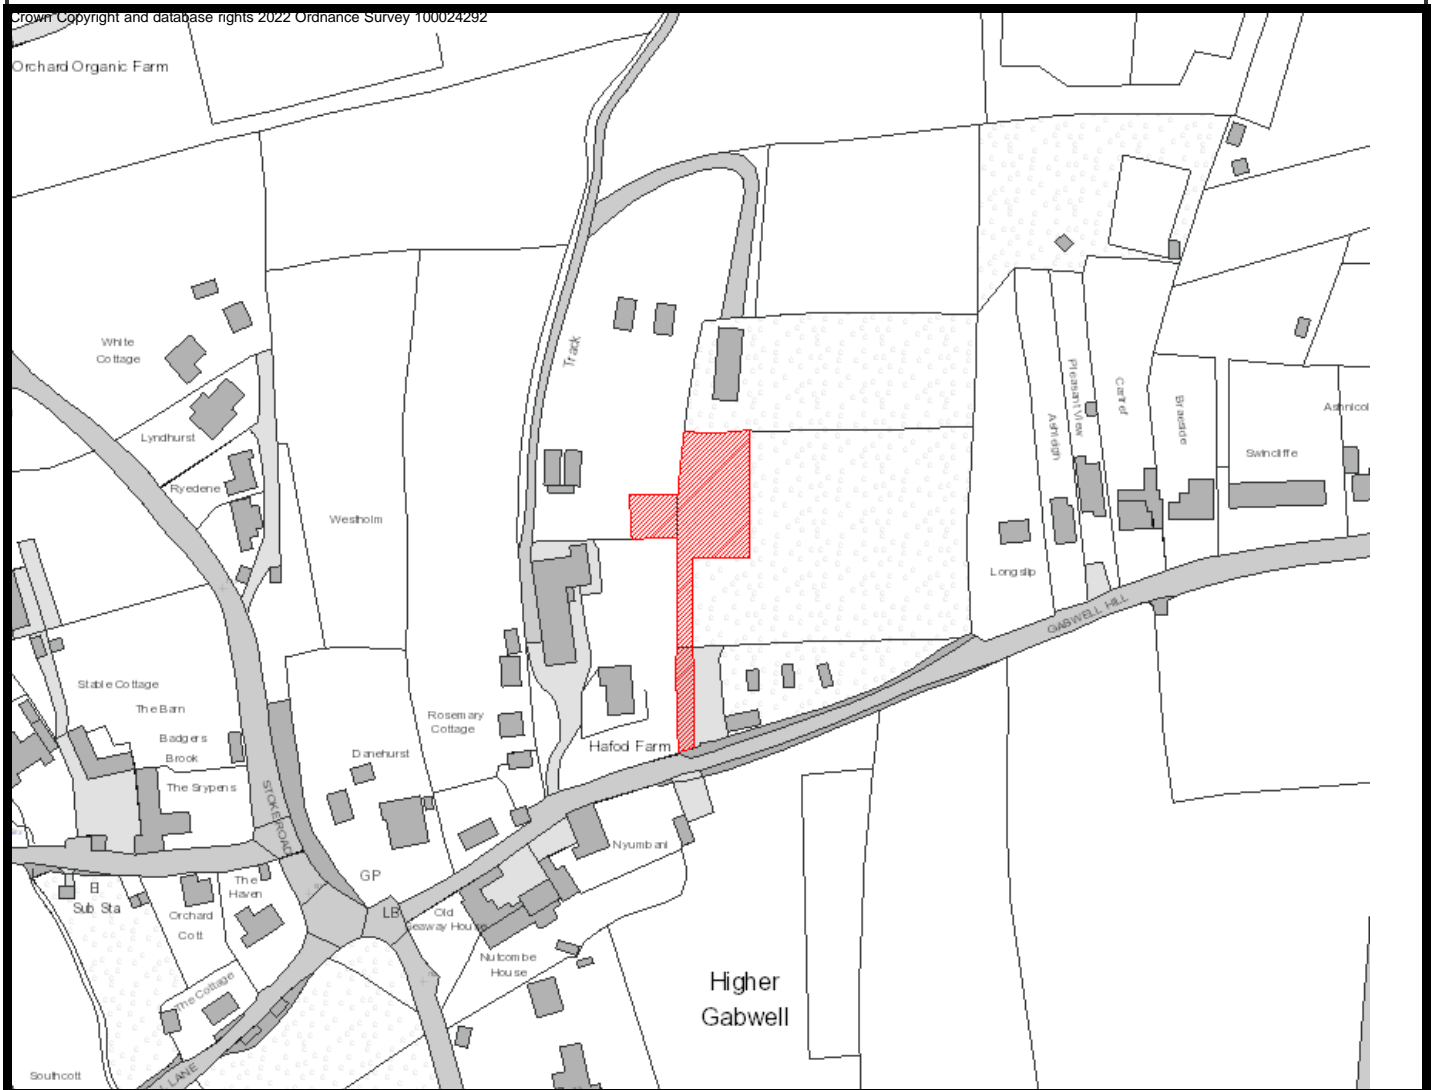 Crown Copyright and database rights 2022 Ordnance Survey 100024292
Orchard Organic Farm
White
Cottage
Track
Lyndhurst
Ryedene
Westholm
Ashleigh
Pleasant View
Cantref
Braeside
Ashnicol
Swincliffe
Longslip
GABWELL HILL
Stable Cottage
The Barn
Badgers
Brook
The Srypens
STOKE ROAD
Danehurst
Rosemary
Cottage
Hafod Farm
Nyumbani
GP
LB
El
Sub Sta
The
Haven
Orchard
Cott
Old
Seaway House
Nutcombe
House
The Cottage
Higher
Gabwell
Southcott
LANE